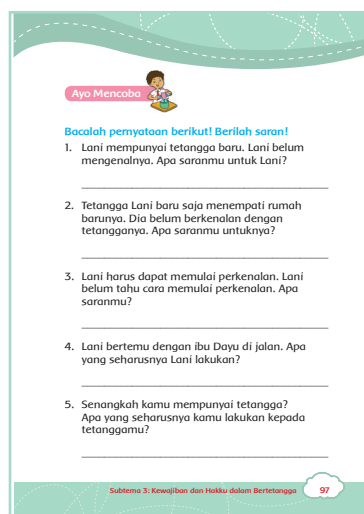 Ayo Mencoba
Bacalah pernyataan berikut! Berilah saran!
1. Lani mempunyai tetangga baru. Lani belum
mengenalnya. Apa saranmu untuk Lani?
2. Tetangga Lani baru saja menempati rumah
barunya. Dia belum berkenalan dengan
tetangganya. Apa saranmu untuknya?
3. Lani harus dapat memulai perkenalan. Lani
belum tahu cara memulai perkenalan. Apa
saranmu?
4. Lani bertemu dengan ibu Dayu di jalan. Apa
yang seharusnya Lani lakukan?
5. Senangkah kamu mempunyai tetangga?
Apa yang seharusnya kamu lakukan kepada
tetanggamu?
Subtema 3: Kewajiban dan Hakku dalam Bertetangga 97